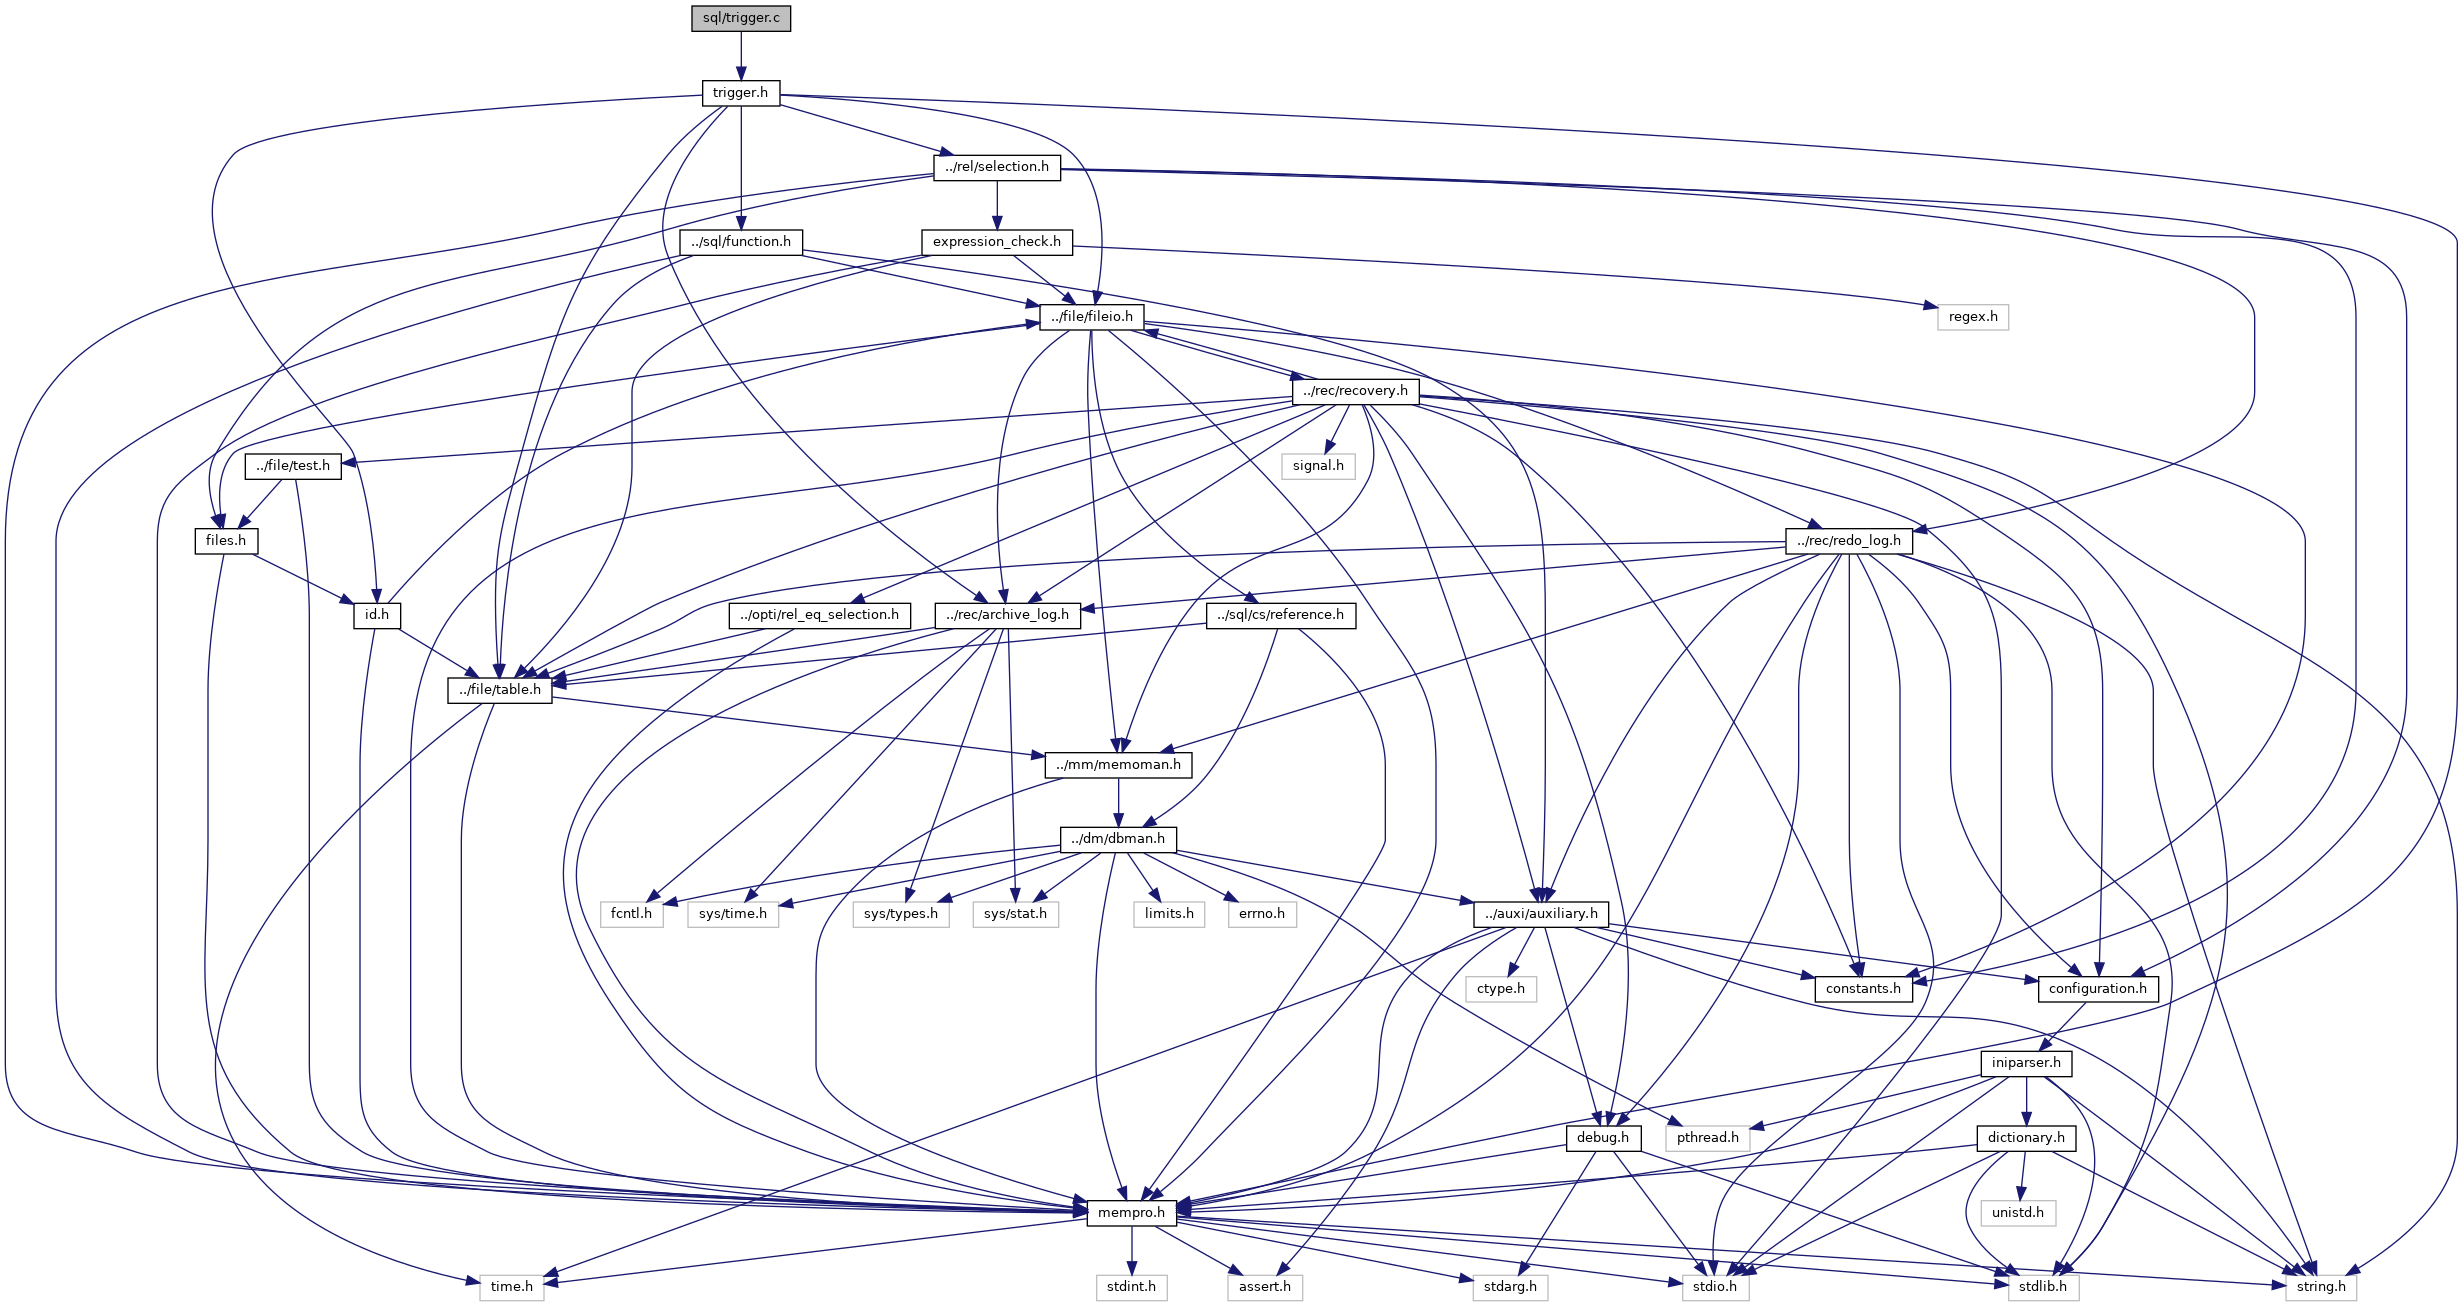 sql/trigger.c
trigger.h
../rel/selection.h
../sql/function.h
expression_check.h
../file/fileio.h
regex.h
../rec/recovery.h
../file/test.h
signal.h
files.h
../rec/redo_log.h
id.h
../opti/rel_eq_selection.h
../rec/archive_log.h
../sql/cs/reference.h
../file/table.h
../mm/memoman.h
../dm/dbman.h
fcntl.h
sys/time.h
sys/types.h
sys/stat.h
limits.h
errno.h
../auxi/auxiliary.h
ctype.h
constants.h
configuration.h
iniparser.h
debug.h
pthread.h
dictionary.h
mempro.h
unistd.h
time.h
stdint.h
assert.h
stdarg.h
stdio.h
stdlib.h
string.h